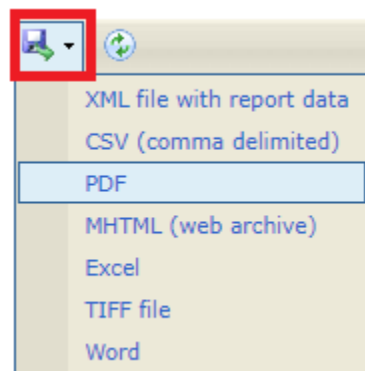 XML file with report data
CSV (comma delimited)
PDF
MHTML (web archive)
Excel
TIFF file
Word